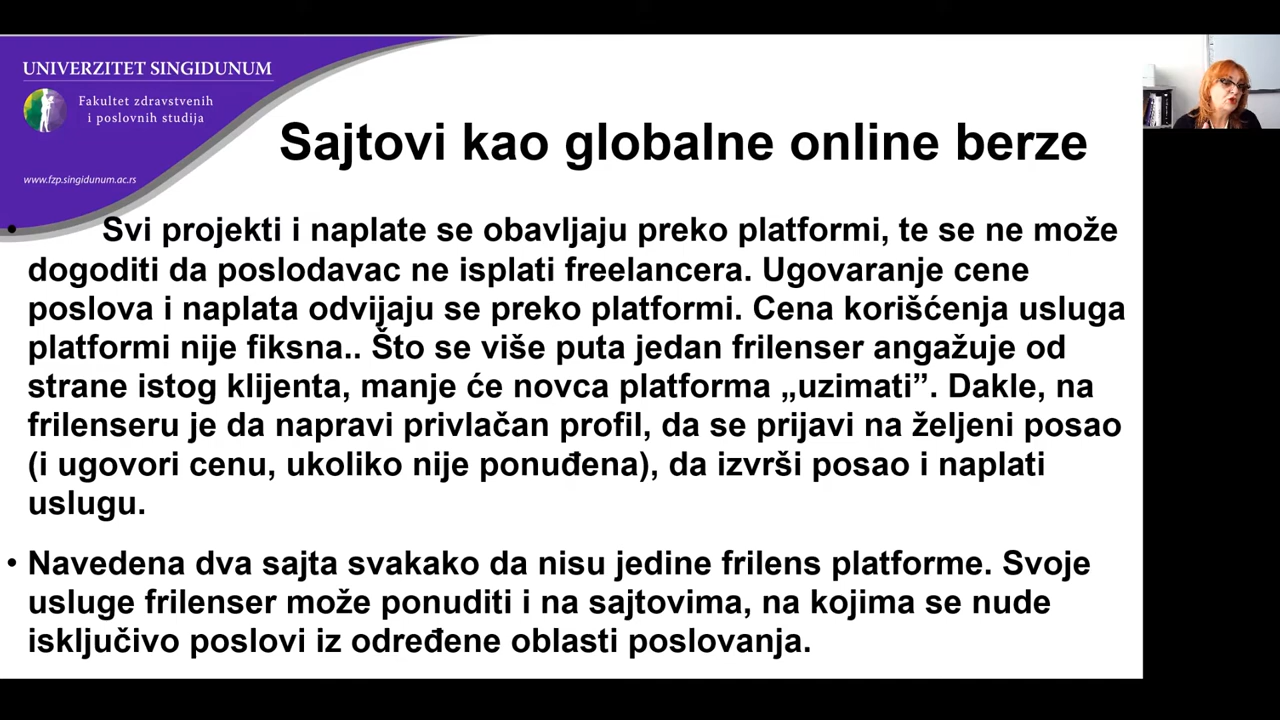 UNIVERZITET SINGIDUNUM
Fakultet zdravstvenih
i poslovnih studija
www.fzp.singidunum.ac.rs
Sajtovi kao globalne online berze
• Svi projekti i naplate se obavljaju preko platformi, te se ne može
dogoditi da poslodavac ne isplati freelancera. Ugovaranje cene
poslova i naplata odvijaju se preko platformi. Cena korišćenja usluga
platformi nije fiksna.. Što se više puta jedan frilenser angažuje od
strane istog klijenta, manje će novca platforma „uzimati”. Dakle, na
frilenseru je da napravi privlačan profil, da se prijavi na željeni posao
(i ugovori cenu, ukoliko nije ponuđena), da izvrši posao i naplati
uslugu.
• Navedena dva sajta svakako da nisu jedine frilens platforme. Svoje
usluge frilenser može ponuditi i na sajtovima, na kojima se nude
isključivo poslovi iz određene oblasti poslovanja.